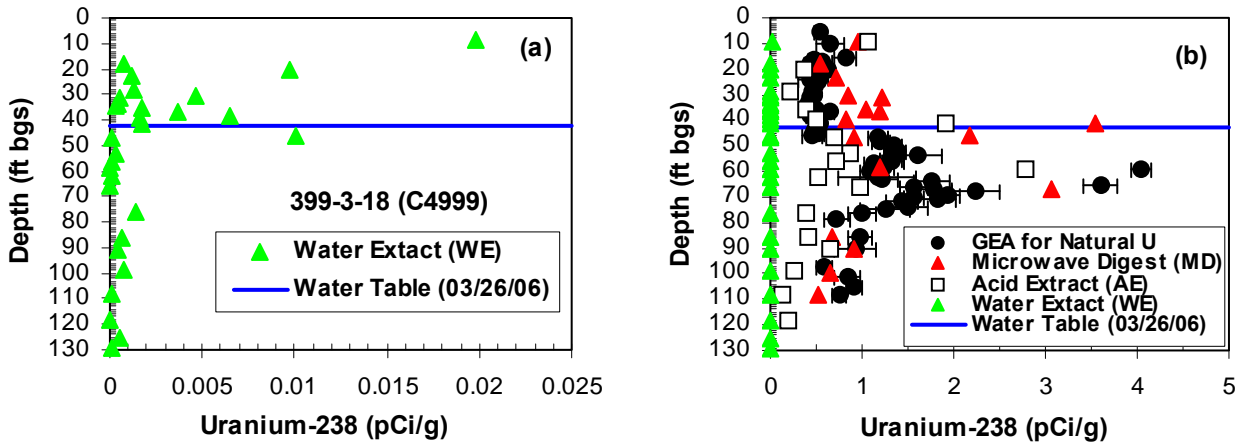 (a)
0
10
20
30
40
50
60
70
80
90
100
110
120
130
Depth (ft bgs)
399-3-18 (C4999)
Water Extact (WE)
Water Table (03/26/06)
0 0.005 0.01 0.015 0.02 0.025
Uranium-238 (pCi/g)
(b)
0
10
20
30
40
50
60
70
80
90
100
110
120
130
Depth (ft bgs)
GEA for Natural U
Microwave Digest (MD)
Acid Extract (AE)
Water Extact (WE)
Water Table (03/26/06)
0 1 2 3 4 5
Uranium-238 (pCi/g)